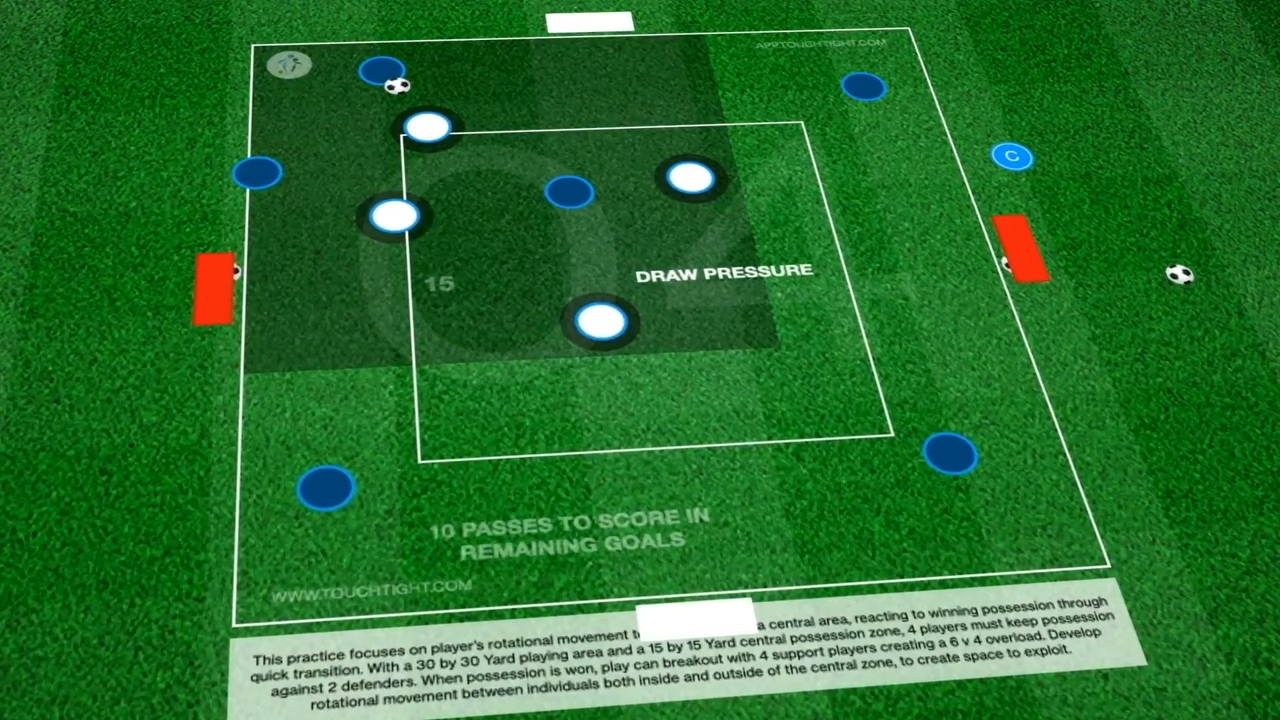 APP.TOUCHTIGHT.COM
C
04
15
DRAW PRESSURE
10 PASSES TO SCORE IN
REMAINING GOALS
WWW.TOUCHTIGHT.COM
This practice focuses on player's rotational movement a central area, reacting to winning possession through
quick transition. With a 30 by 30 Yard playing area and a 15 by 15 Yard central possession zone, 4 players must keep possession
against 2 defenders. When possession is won, play can breakout with 4 support players creating a 6 v 4 overload. Develop
rotational movement between individuals both inside and outside of the central zone, to create space to exploit.